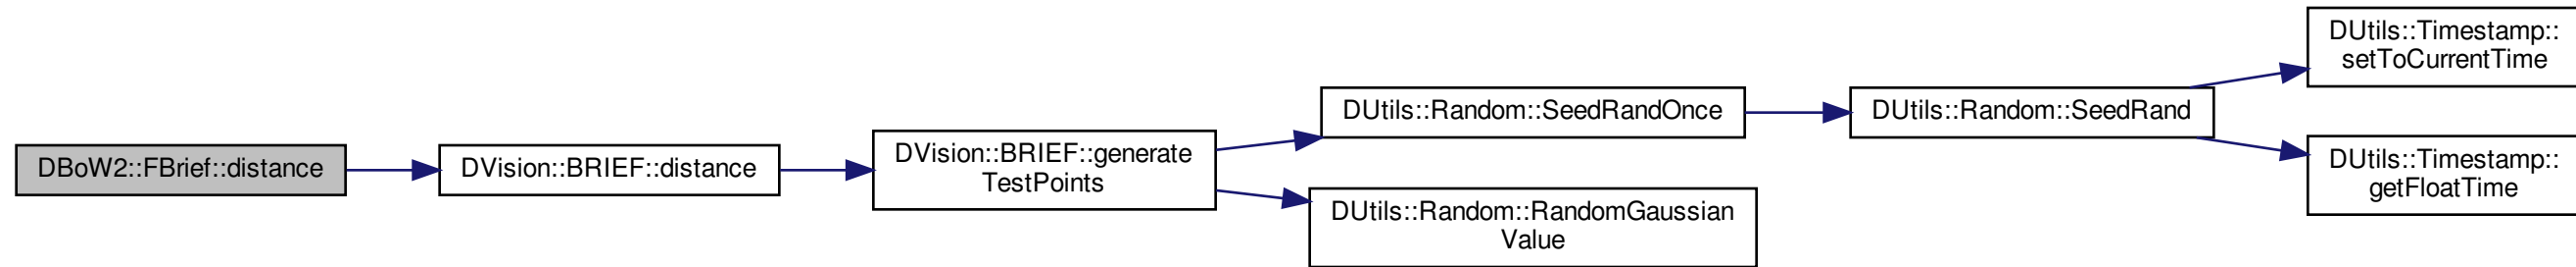 DBoW2::FBrief::distance
DVision::BRIEF::distance
DVision::BRIEF::generate
TestPoints
DUtils::Random::SeedRandOnce
DUtils::Random::RandomGaussian
Value
DUtils::Random::SeedRand
DUtils::Timestamp::
setToCurrentTime
DUtils::Timestamp::
getFloatTime